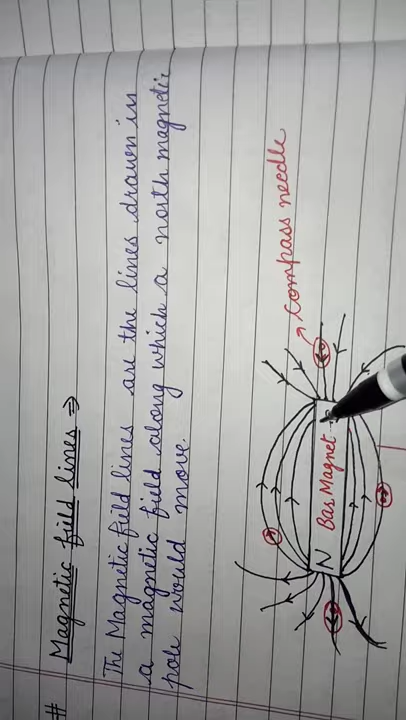 # Magnetic field lines ⇒
The Magnetic field lines are the lines drawn in
a magnetic field along which a north magnetic
pole would move.
compass needle
N Bar Magnet